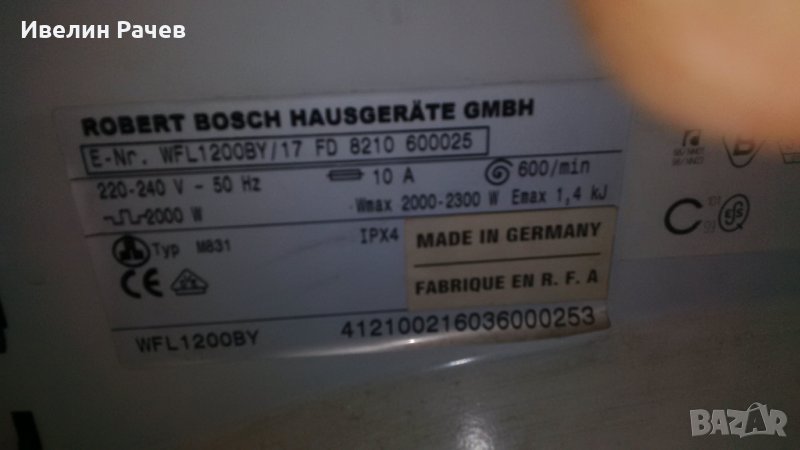 Ивелин Рачев
ROBERT BOSCH HAUSGERÄTE GMBH
E-Nr. WFL1200BY/17 FD 8210 600025
220-240 V - 50 Hz 10 A 600/min
2000 W Wmax 2000-2300 W Emax 1,4 kJ
Typ M831 IPX4
MADE IN GERMANY
FABRIQUE EN R. F. A
CE
WFL1200BY 412100216036000253
BAZAR